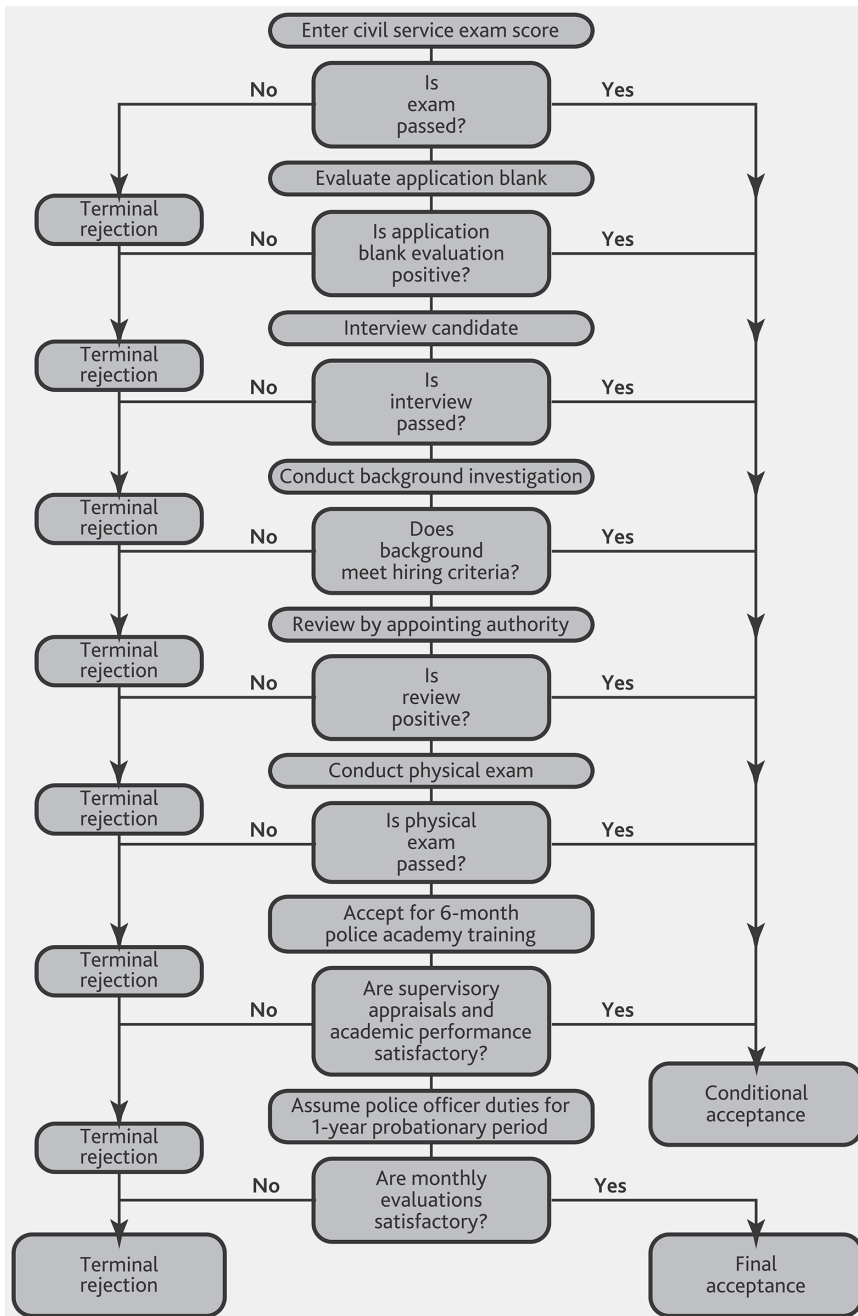 Enter civil service exam score
No
Is
exam
passed?
Yes
Evaluate application blank
Terminal
rejection
No
Is application
blank evaluation
positive?
Yes
Interview candidate
Terminal
rejection
No
Is
interview
passed?
Yes
Conduct background investigation
Terminal
rejection
No
Does
background
meet hiring criteria?
Yes
Review by appointing authority
Terminal
rejection
No
Is
review
positive?
Yes
Conduct physical exam
Terminal
rejection
No
Is physical
exam
passed?
Yes
Accept for 6-month
police academy training
Terminal
rejection
No
Are supervisory
appraisals and
academic performance
satisfactory?
Yes
Conditional
acceptance
Assume police officer duties for
1-year probationary period
Terminal
rejection
No
Are monthly
evaluations
satisfactory?
Yes
Terminal
rejection
Final
acceptance